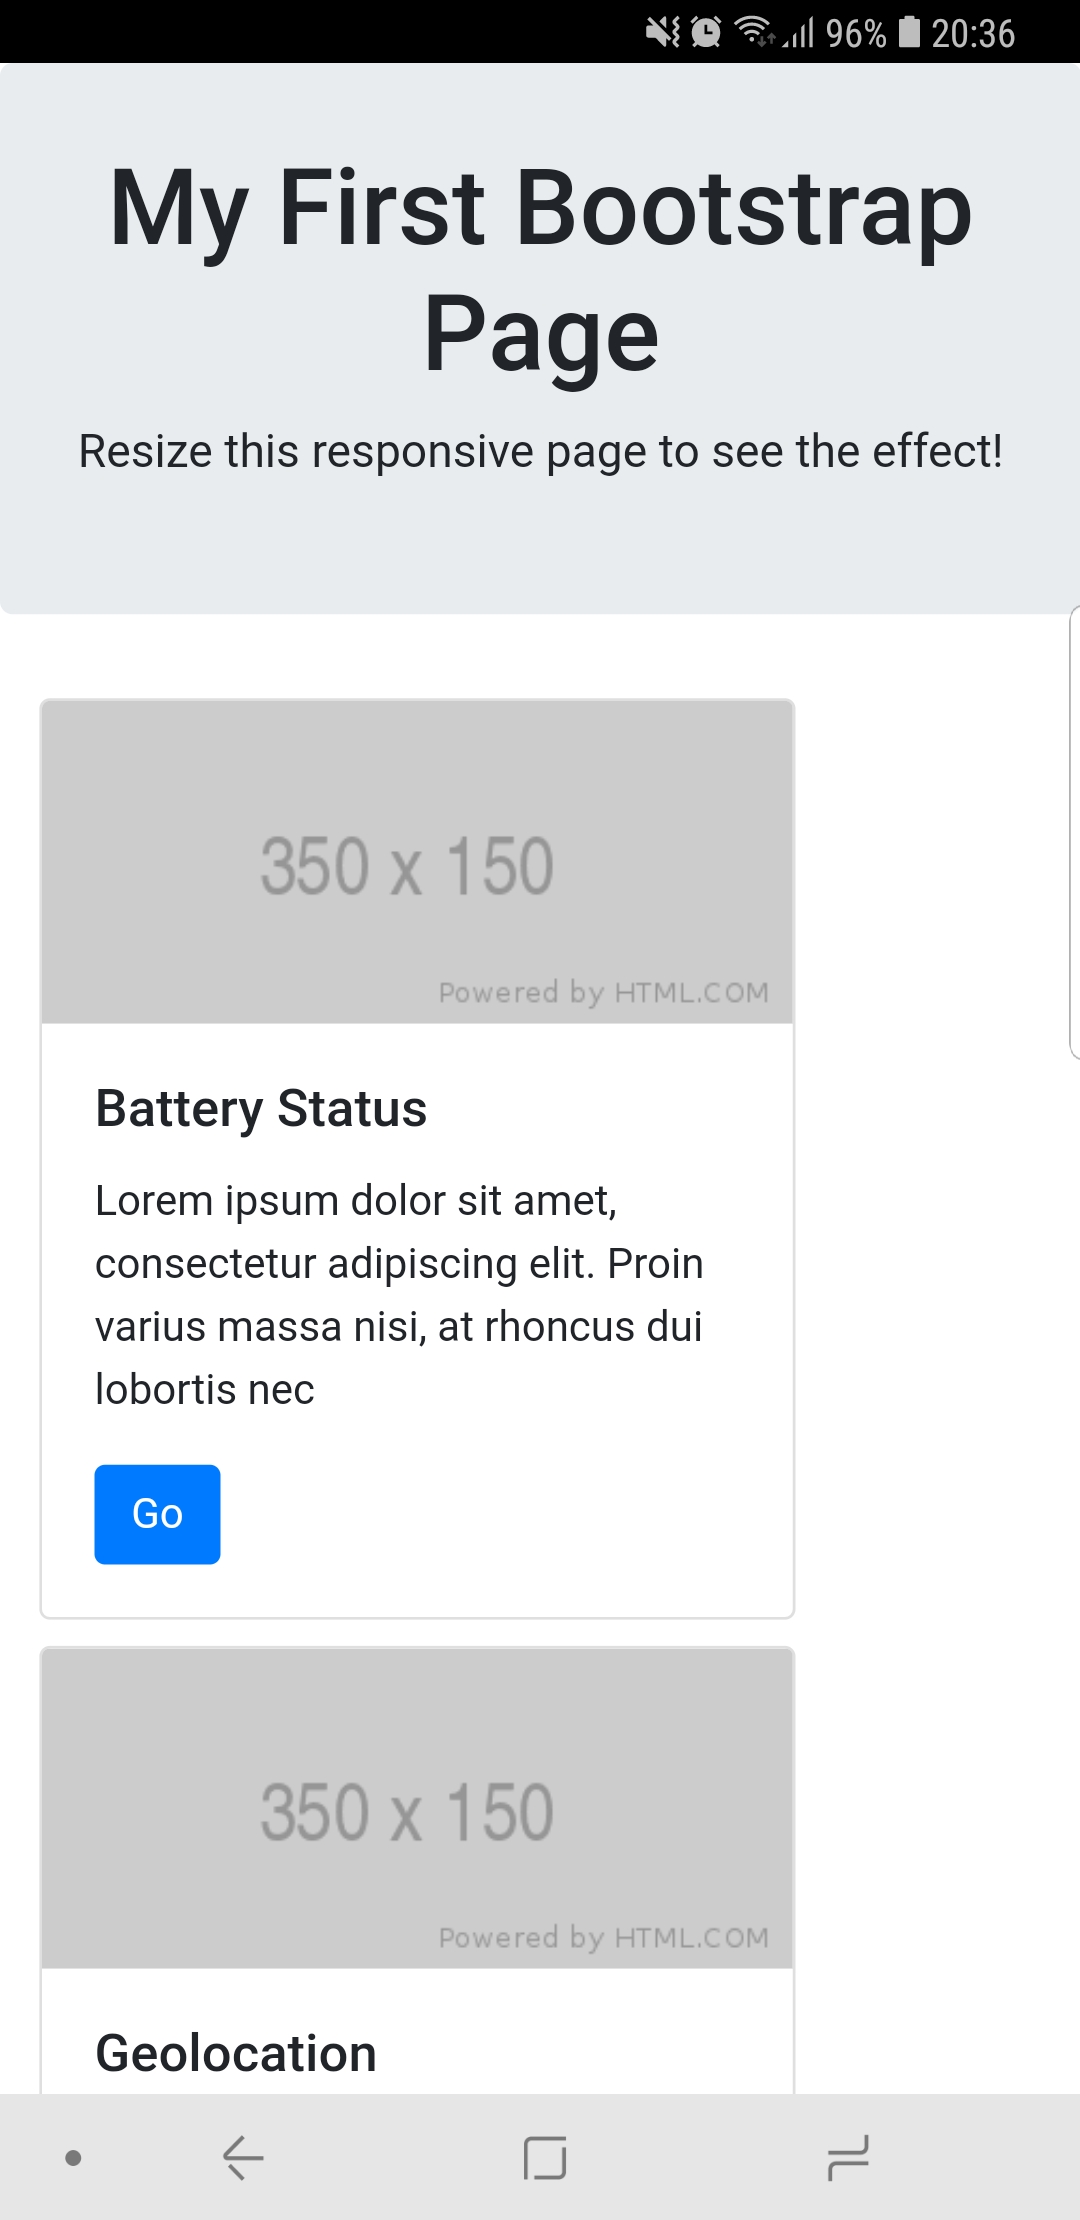 96% 20:36
My First Bootstrap
Page
Resize this responsive page to see the effect!
350 x 150
Powered by HTML.COM
Battery Status
Lorem ipsum dolor sit amet,
consectetur adipiscing elit. Proin
varius massa nisi, at rhoncus dui
lobortis nec
Go
350 x 150
Powered by HTML.COM
Geolocation